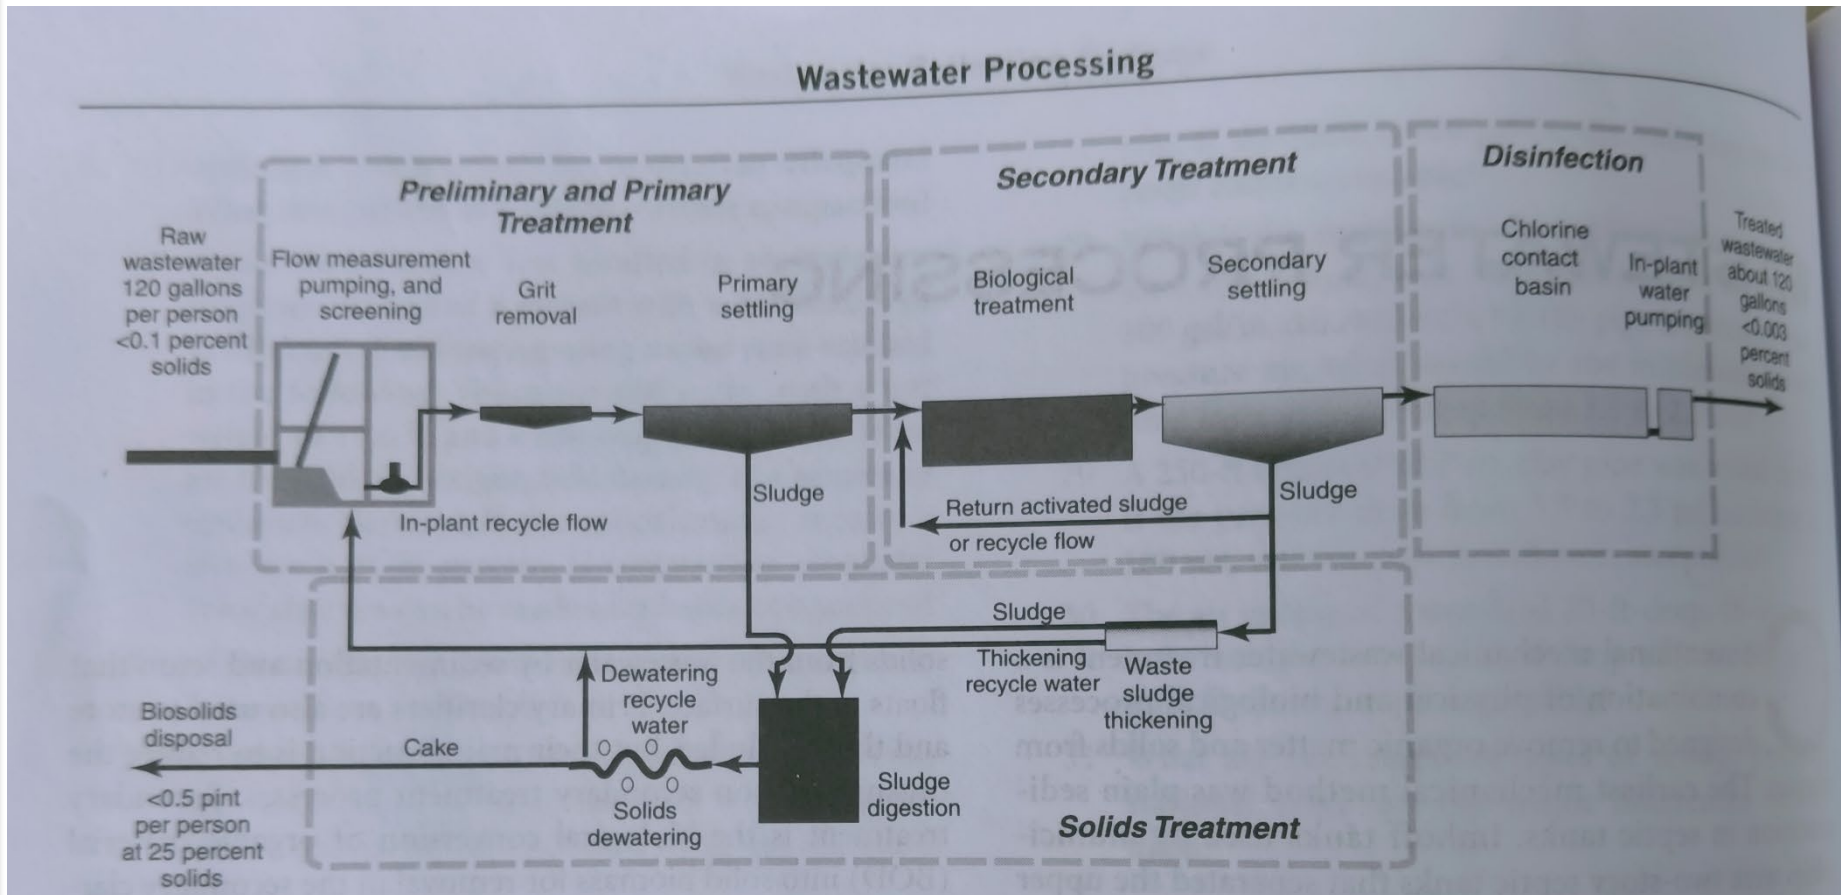 Wastewater Processing
Preliminary and Primary
Treatment
Secondary Treatment
Disinfection
Raw
wastewater
120 gallons
per person
<0.1 percent
solids
Flow measurement
pumping, and
screening
Grit
removal
Primary
settling
Biological
treatment
Secondary
settling
Chlorine
contact
basin
In-plant
water
pumping
Treated
wastewater
about 120
gallons
<0.003
percent
solids
In-plant recycle flow
Sludge
Return activated sludge
or recycle flow
Sludge
Sludge
Thickening
recycle water
Waste
sludge
thickening
Dewatering
recycle
water
Biosolids
disposal
Cake
<0.5 pint
per person
at 25 percent
solids
Solids
dewatering
Sludge
digestion
Solids Treatment